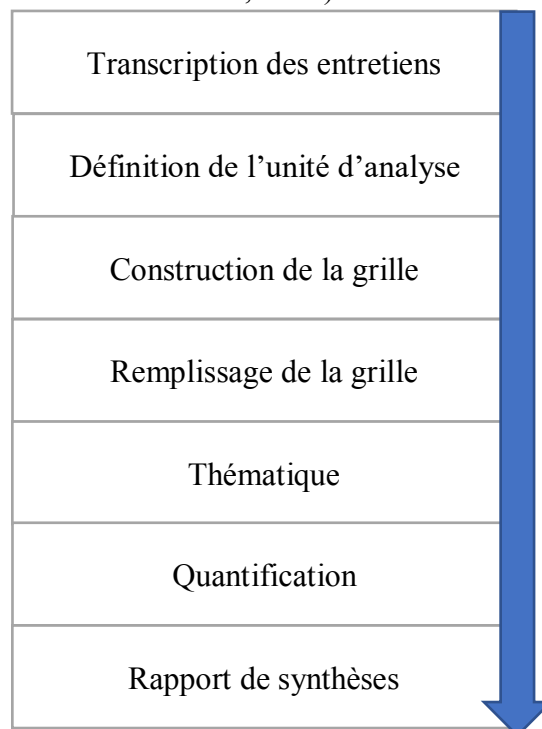 Transcription des entretiens
Définition de l’unité d’analyse
Construction de la grille
Remplissage de la grille
Thématique
Quantification
Rapport de synthèses